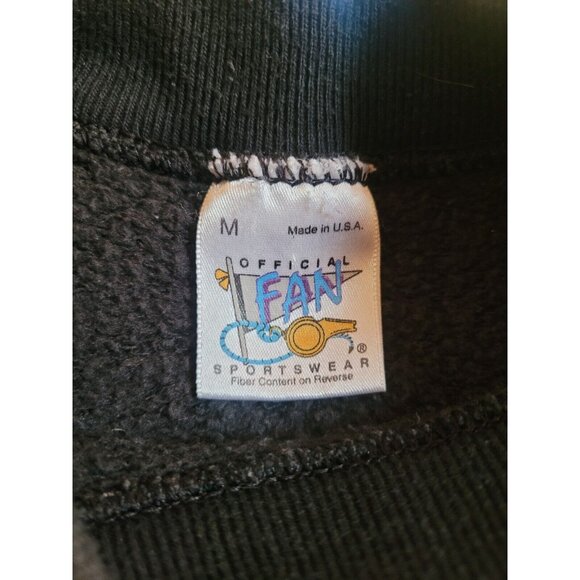 M Made in U.S.A.
OFFICIAL
FAN
®
SPORTSWEAR
Fiber Content on Reverse